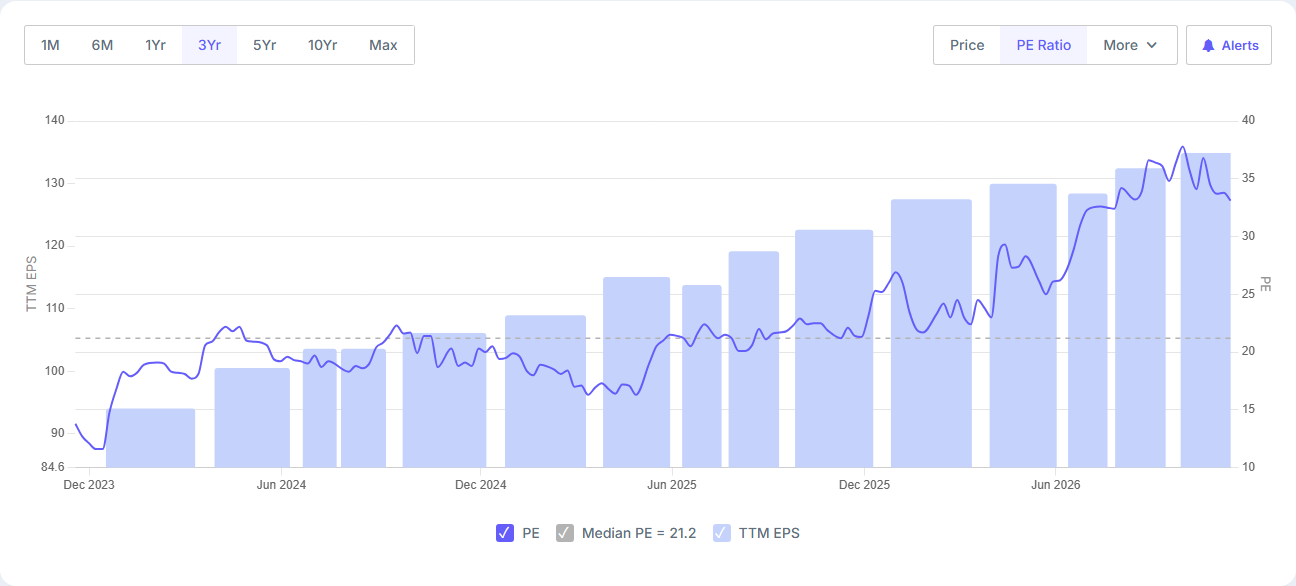 1M 6M 1Yr 3Yr 5Yr 10Yr Max Price PE Ratio More Alerts
140 40
130 35
120 30
110 25
100 20
90 15
84.6 10
TTM EPS
PE
Dec 2023 Jun 2024 Dec 2024 Jun 2025 Dec 2025 Jun 2026
PE Median PE = 21.2 TTM EPS